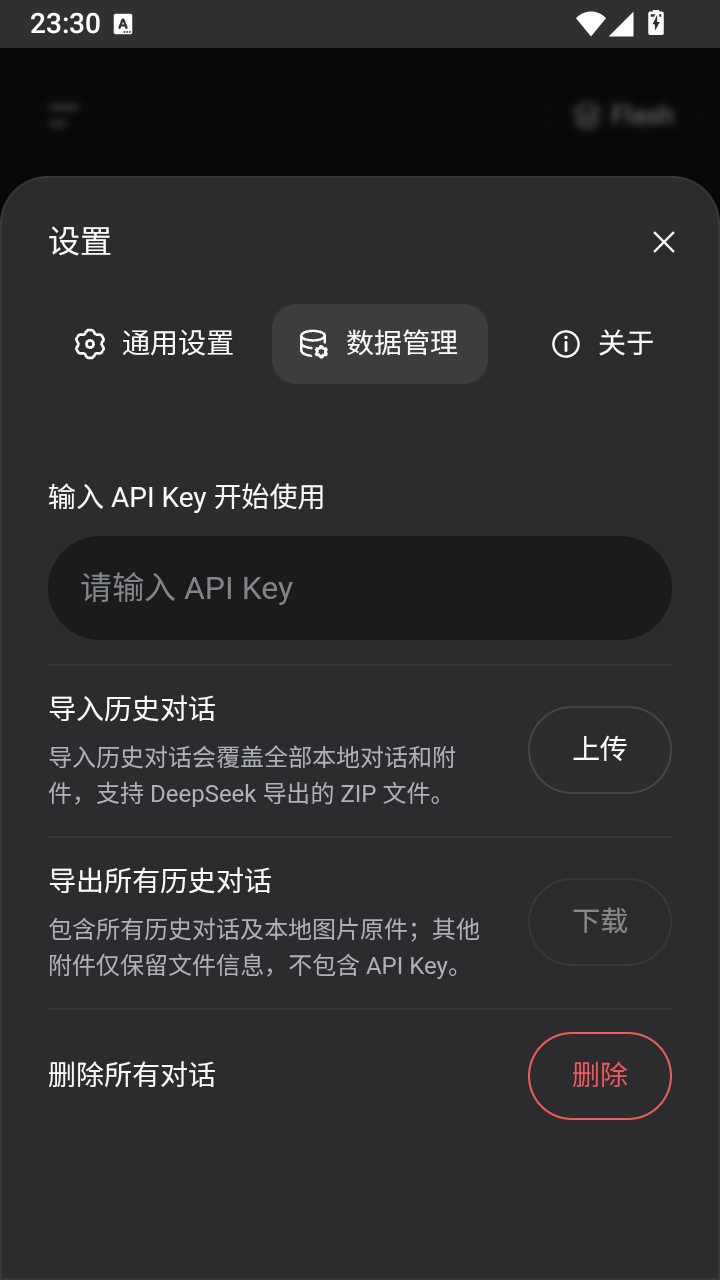 23:30
Flash
设置
通用设置
数据管理
关于
输入 API Key 开始使用
请输入 API Key
导入历史对话
导入历史对话会覆盖全部本地对话和附
件，支持 DeepSeek 导出的 ZIP 文件。
上传
导出所有历史对话
包含所有历史对话及本地图片原件；其他
附件仅保留文件信息，不包含 API Key。
下载
删除所有对话
删除